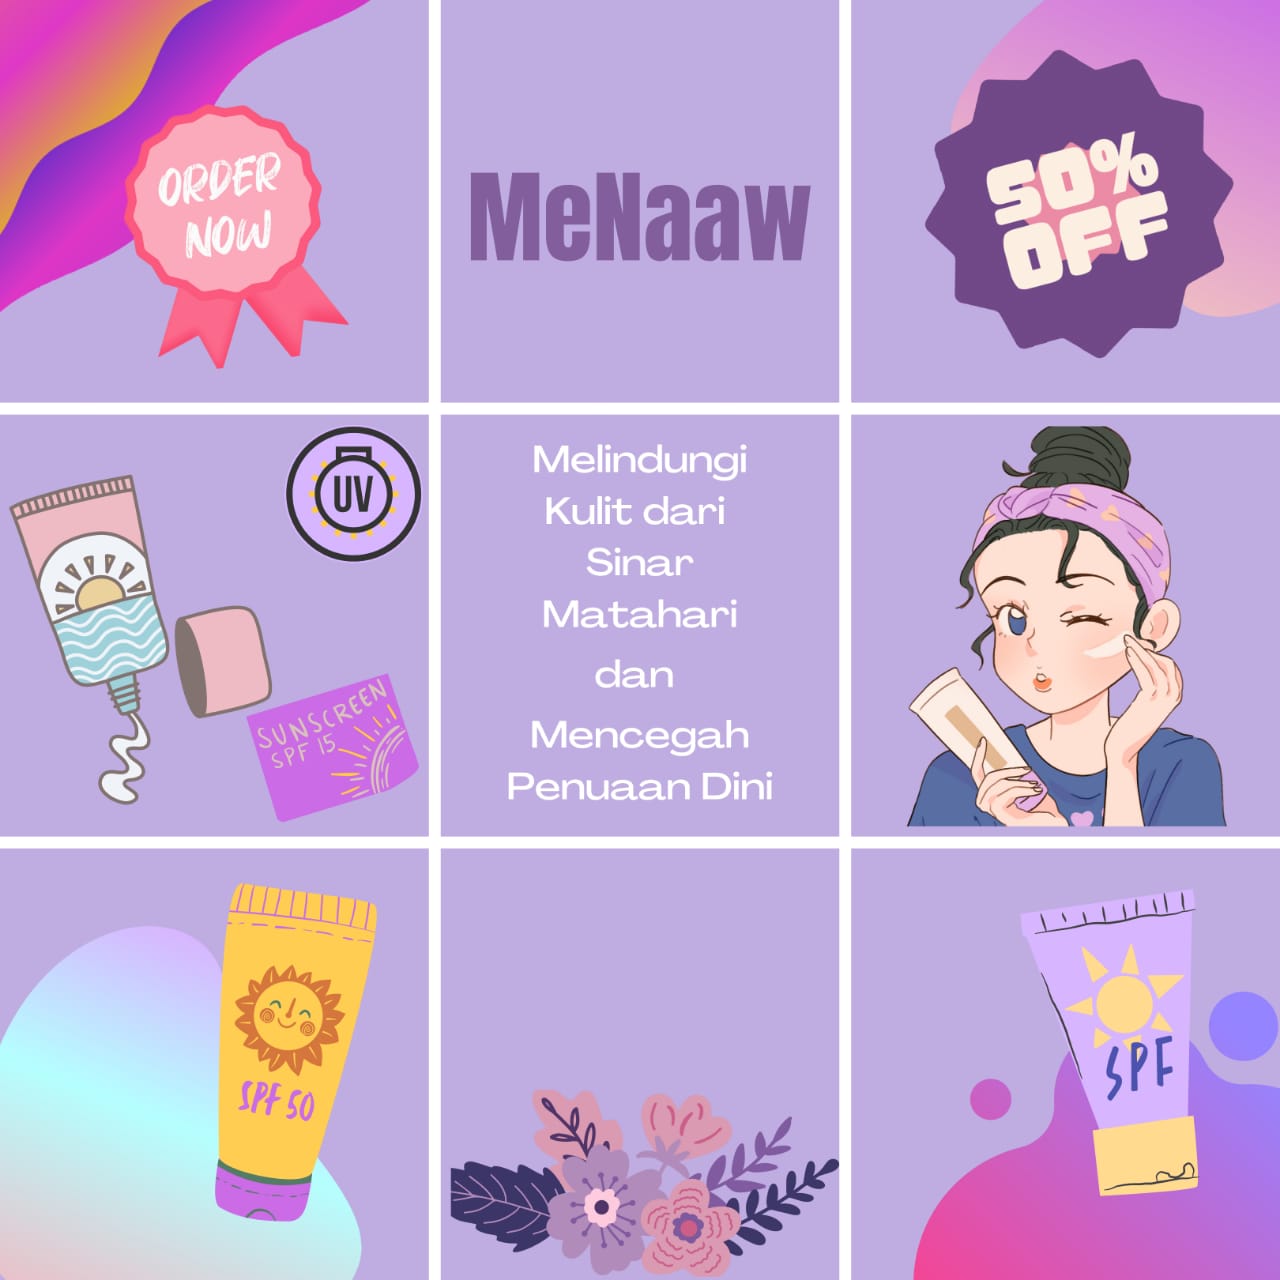 ORDER
NOW
MeNaaw
50%
OFF
UV
SUNSCREEN
SPF 15
Melindungi
Kulit dari
Sinar
Matahari
dan
Mencegah
Penuaan Dini
SPF 50
SPF